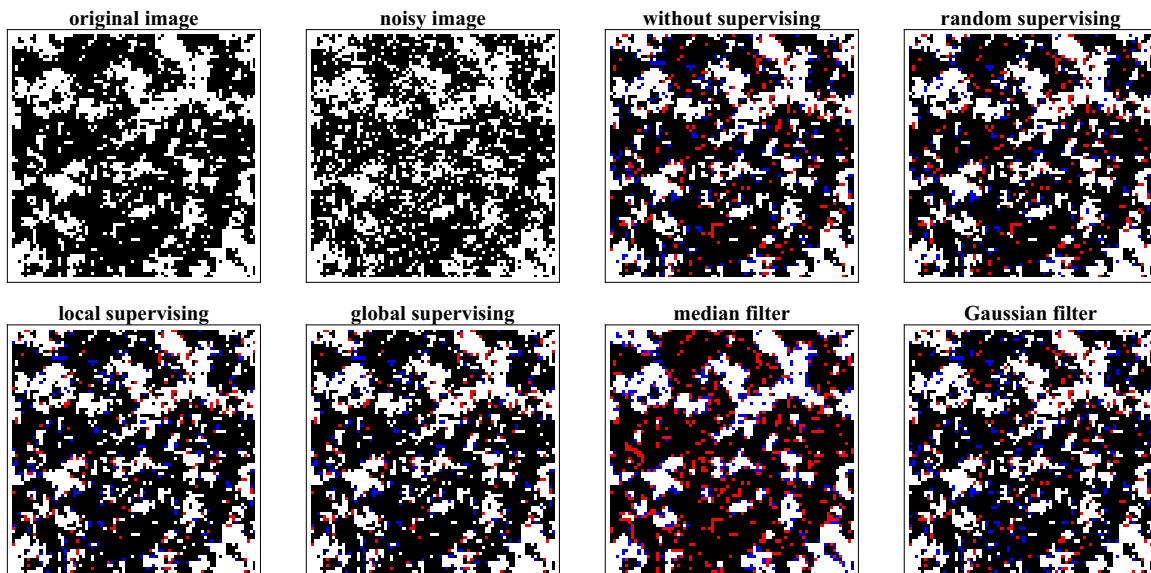 original image
noisy image
without supervising
random supervising
local supervising
global supervising
median filter
Gaussian filter